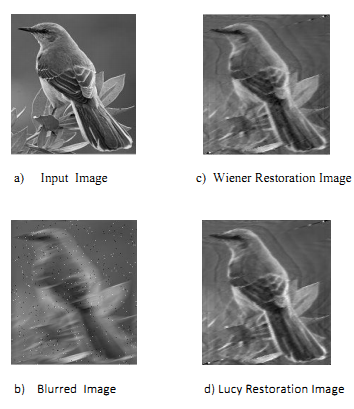 a) Input Image
c) Wiener Restoration Image
b) Blurred Image
d) Lucy Restoration Image